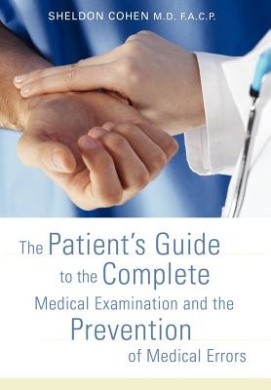 SHELDON COHEN M.D. F.A.C.P.
The Patient's Guide
to the Complete
Medical Examination and the
Prevention
of Medical Errors